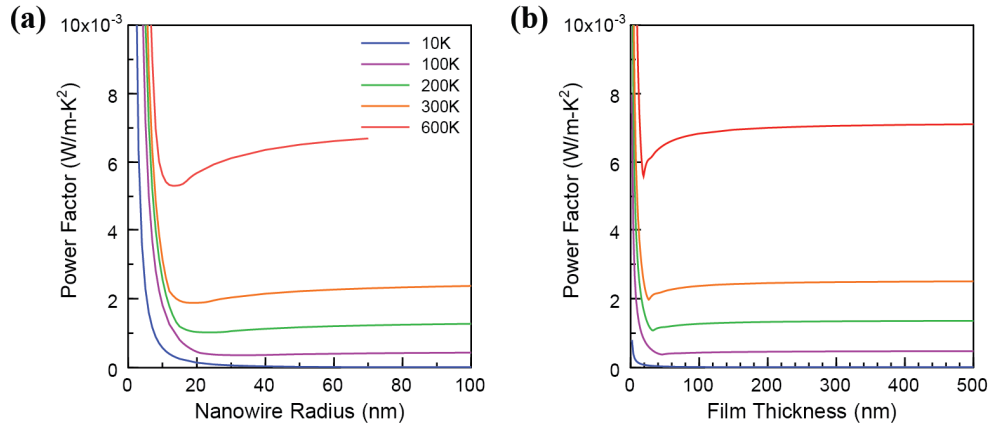 (a)
10x10⁻³
8
6
4
2
0
Power Factor (W/m-K²)
0 20 40 60 80 100
Nanowire Radius (nm)
10K
100K
200K
300K
600K
(b)
10x10⁻³
8
6
4
2
0
Power Factor (W/m-K²)
0 100 200 300 400 500
Film Thickness (nm)